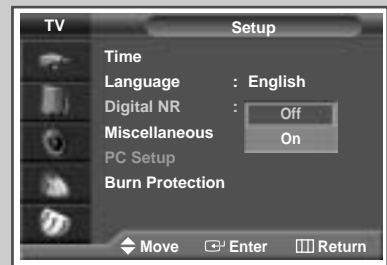 TV Setup
Time
Language : English
Digital NR : Off
Miscellaneous On
PC Setup
Burn Protection
Move Enter Return